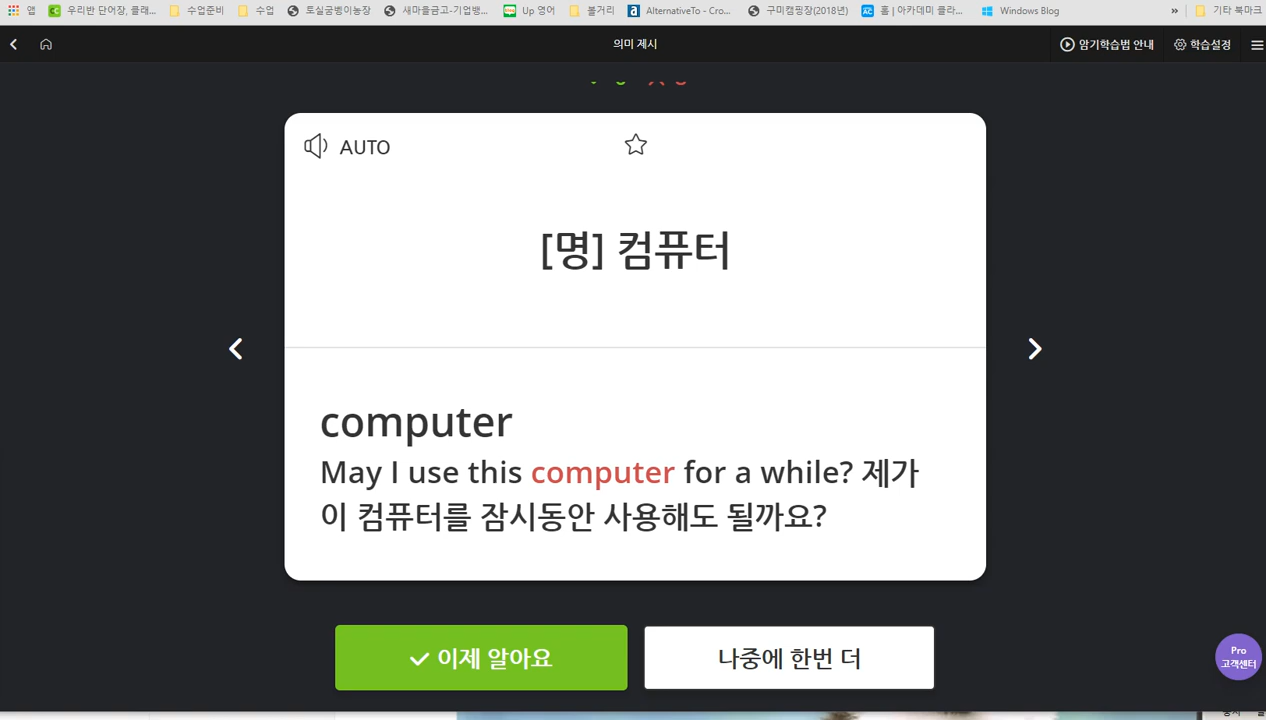 앱 우리반 단어장, 클래... 수업준비 수업 토실굼벵이농장 새마을금고-기업뱅... Up 영어 볼거리 AlternativeTo - Cro... 구미캠핑장(2018년) 홈 | 아카데미 클라... Windows Blog » 기타 북마크
의미 제시 암기학습법 안내 학습설정
AUTO
[명] 컴퓨터
computer
May I use this computer for a while? 제가
이 컴퓨터를 잠시동안 사용해도 될까요?
이제 알아요 나중에 한번 더
Pro
고객센터